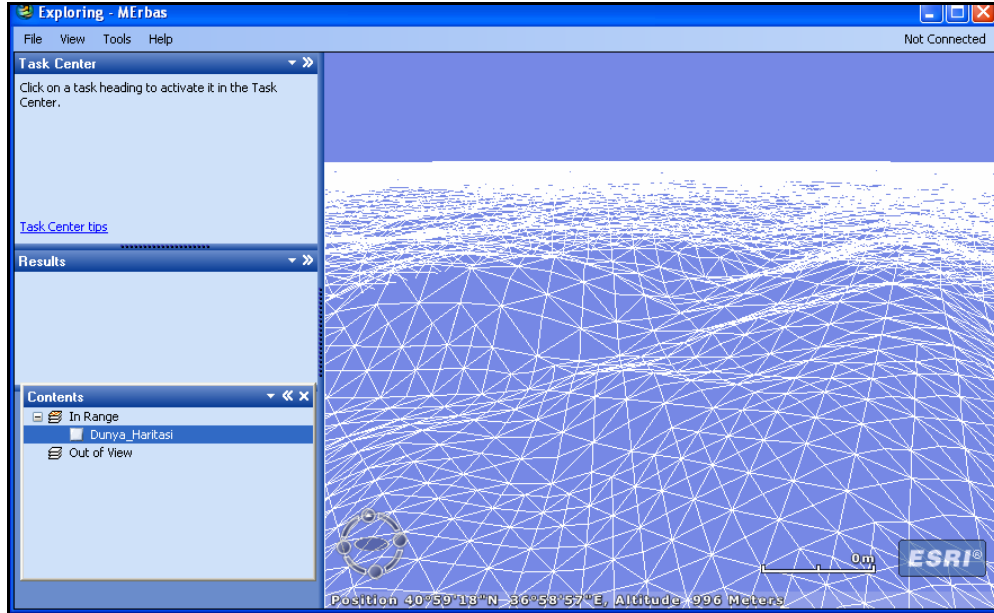 Exploring - MErbas
File View Tools Help Not Connected
Task Center
Click on a task heading to activate it in the Task
Center.
Task Center tips
Results
Contents
In Range
Dunya_Haritasi
Out of View
0m
ESRI®
Position 40°59'18"N 36°58'57"E, Altitude 996 Meters